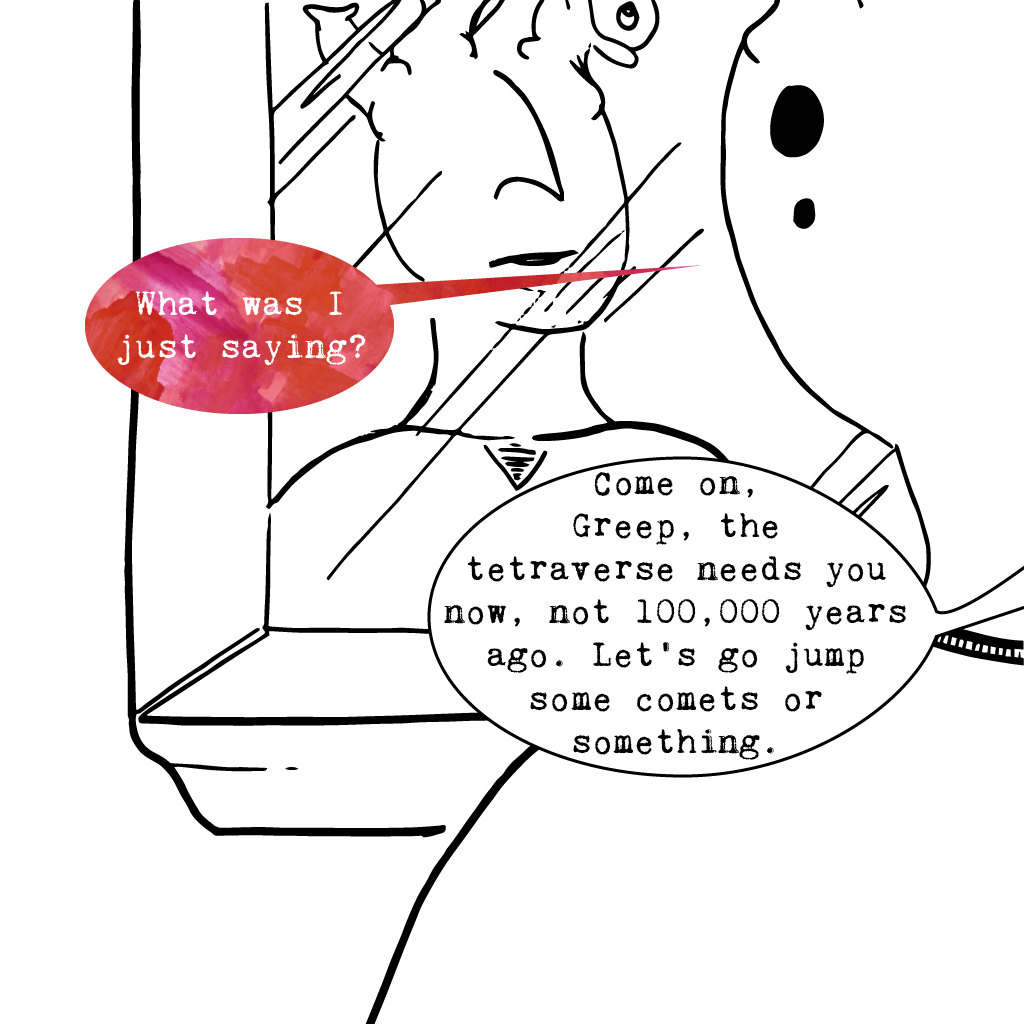 What was I
just saying?
Come on,
Greep, the
tetraverse needs you
now, not 100,000 years
ago. Let's go jump
some comets or
something.